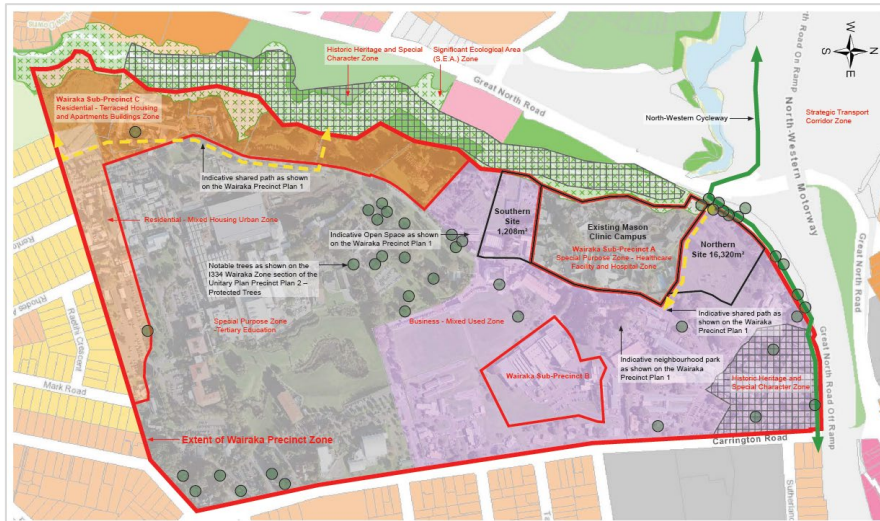 Great North Road On Ramp
North-Western Motorway
W
N
S
E
Historic Heritage and Special
Character Zone
Significant Ecological Area
(S.E.A.) Zone
Great North Road
North-Western Cycleway
Strategic Transport
Corridor Zone
Wairaka Sub-Precinct C
Residential - Terraced Housing
and Apartments Buildings Zone
Indicative shared path as shown
on the Wairaka Precinct Plan 1
Residential - Mixed Housing Urban Zone
Indicative Open Space as shown
on the Wairaka Precinct Plan 1
Southern
Site
1,208m²
Existing Mason
Clinic Campus
Wairaka Sub-Precinct A
Special Purpose Zone - Healthcare
Facility and Hospital Zone
Northern
Site 16,320m²
Great North Road
Notable trees as shown on the
I334 Wairaka Zone section of the
Unitary Plan Precinct Plan 2 –
Protected Trees
Special Purpose Zone
-Tertiary Education
Business - Mixed Used Zone
Indicative shared path as
shown on the Wairaka
Precinct Plan 1
Indicative neighbourhood park
as shown on the Wairaka
Precinct Plan 1
Wairaka Sub-Precinct B
Historic Heritage and
Special Character Zone
Great North Road Off Ramp
Raetihi Crescent
Mark Road
Extent of Wairaka Precinct Zone
Carrington Road
Sutherland